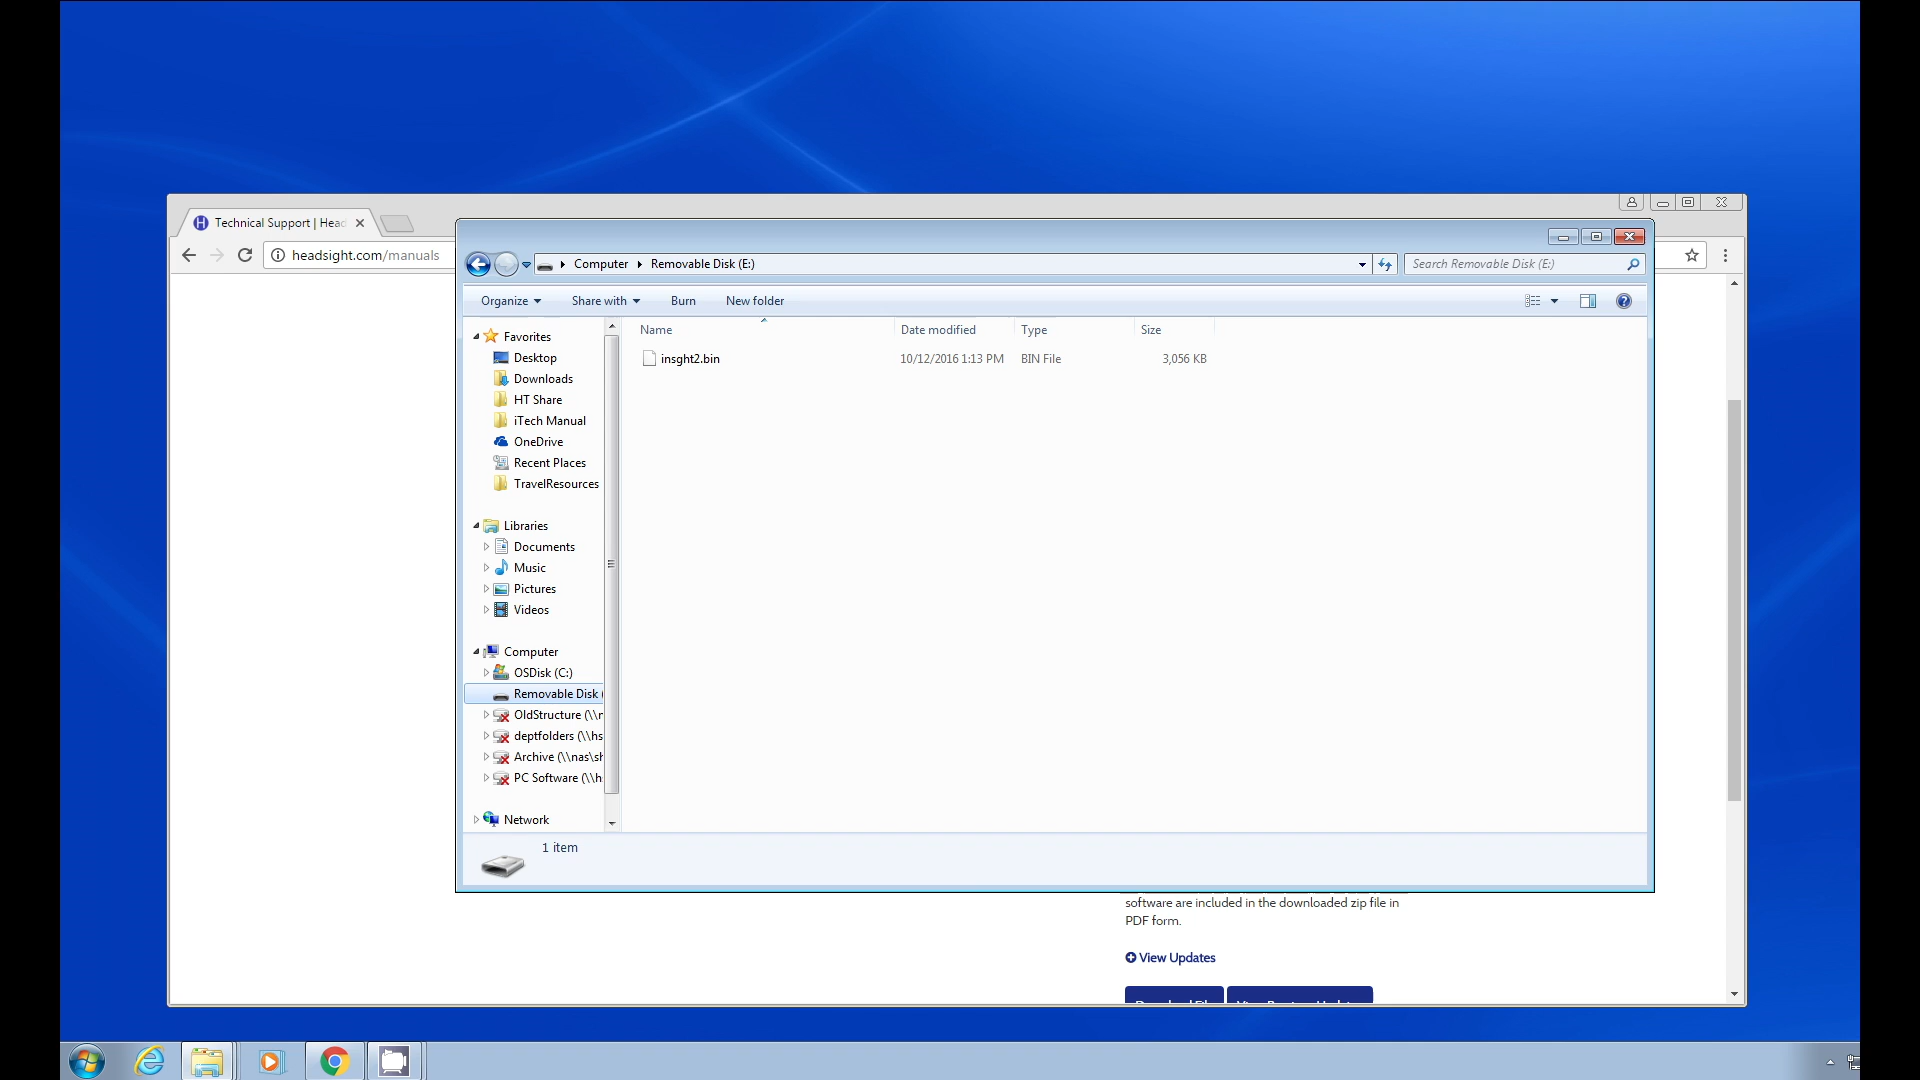 Technical Support | Head
headsight.com/manuals
Computer
Removable Disk (E:)
Search Removable Disk (E:)
Organize
Share with
Burn
New folder
Name
Date modified
Type
Size
insght2.bin
10/12/2016 1:13 PM
BIN File
3,056 KB
Favorites
Desktop
Downloads
HT Share
iTech Manual
OneDrive
Recent Places
TravelResources
Libraries
Documents
Music
Pictures
Videos
Computer
OSDisk (C:)
Removable Disk (
OldStructure (\\n
deptfolders (\\hs
Archive (\\nas\sh
PC Software (\\h
Network
1 item
software are included in the downloaded zip file in
PDF form.
View Updates